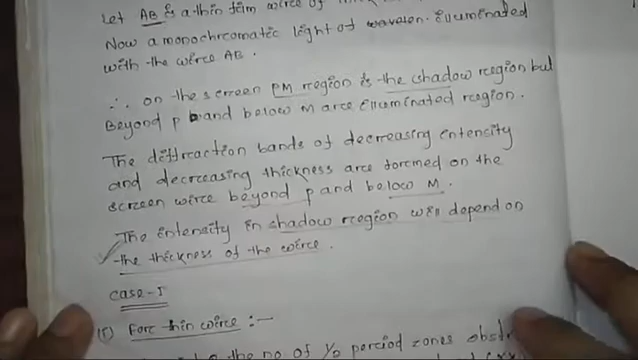 Let AB is a thin film wire of
Now a monochromatic light of wavelen. illuminated
with the wire AB.
∴ on the screen PM region is the shadow region but
Beyond p and below M are illuminated region.
The diffraction bands of decreasing entensity
and decreasing thickness are formed on the
screen wire beyond p and below M.
The entensity in shadow region will depend on
the thickness of the wire.
case-I
For thin wire :-
the no of ½ period zones obst